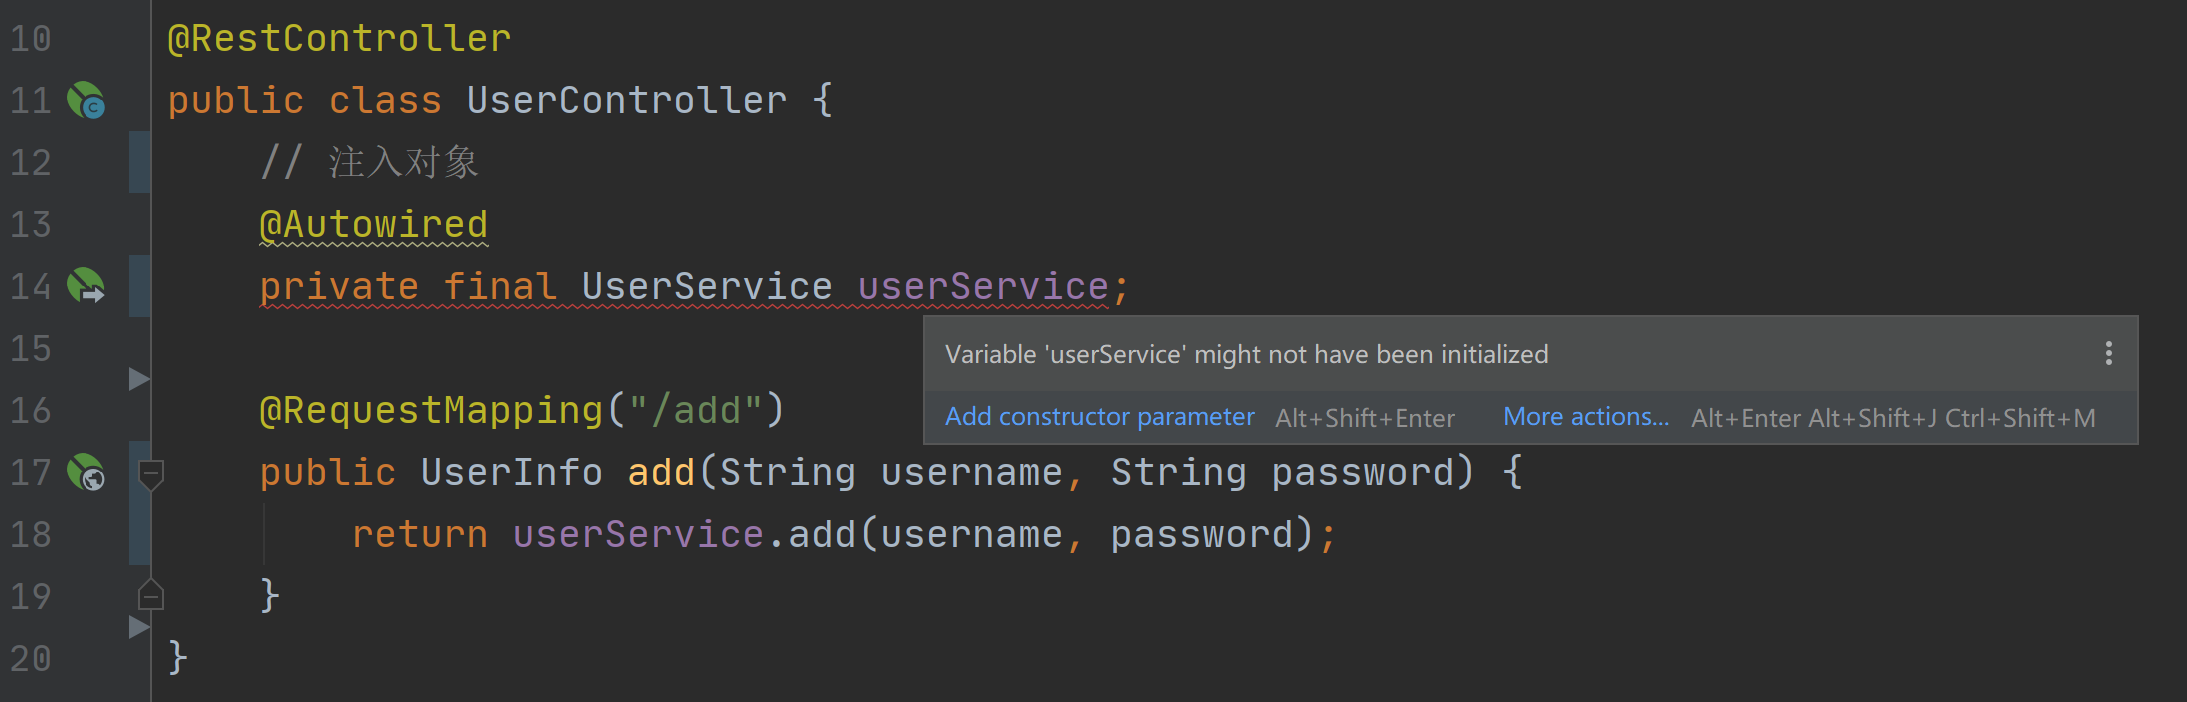 10 @RestController
11 public class UserController {
12 // 注入对象
13 @Autowired
14 private final UserService userService;
15
Variable 'userService' might not have been initialized
16 @RequestMapping("/add")
Add constructor parameter Alt+Shift+Enter More actions... Alt+Enter Alt+Shift+J Ctrl+Shift+M
17 public UserInfo add(String username, String password) {
18 return userService.add(username, password);
19 }
20 }